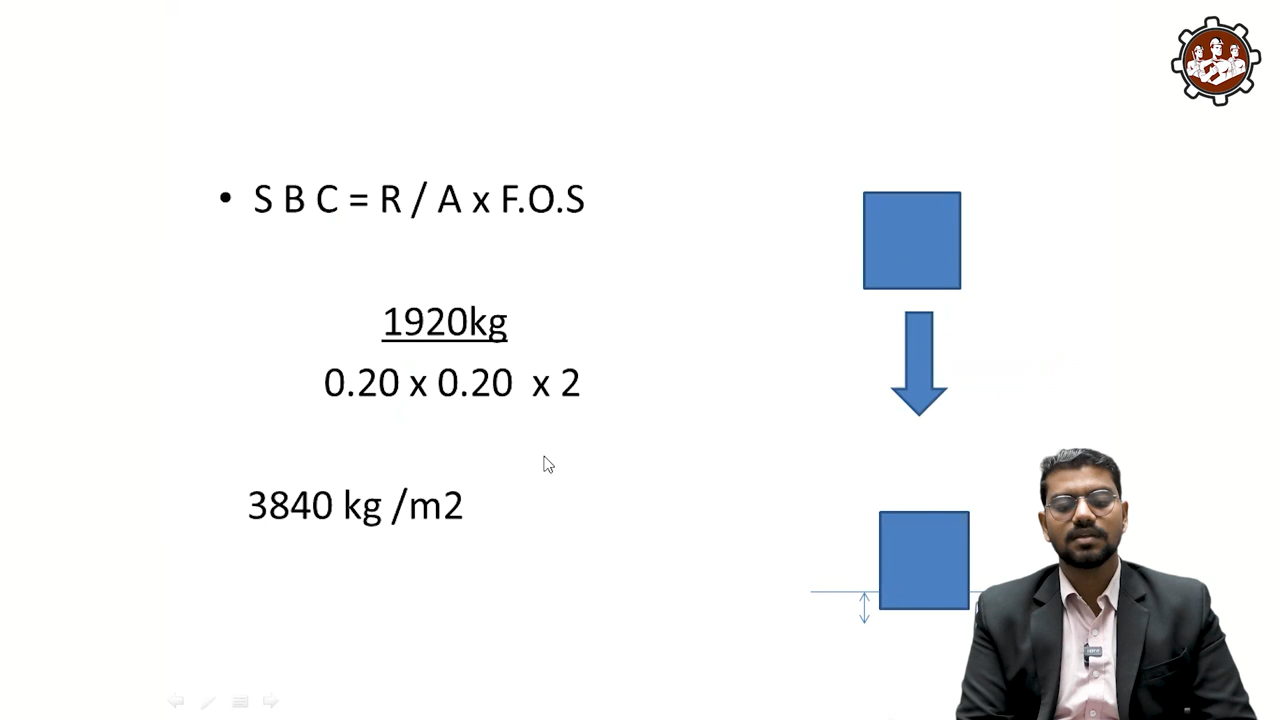 • S B C = R / A x F.O.S
1920kg
0.20 x 0.20 x 2
3840 kg /m2